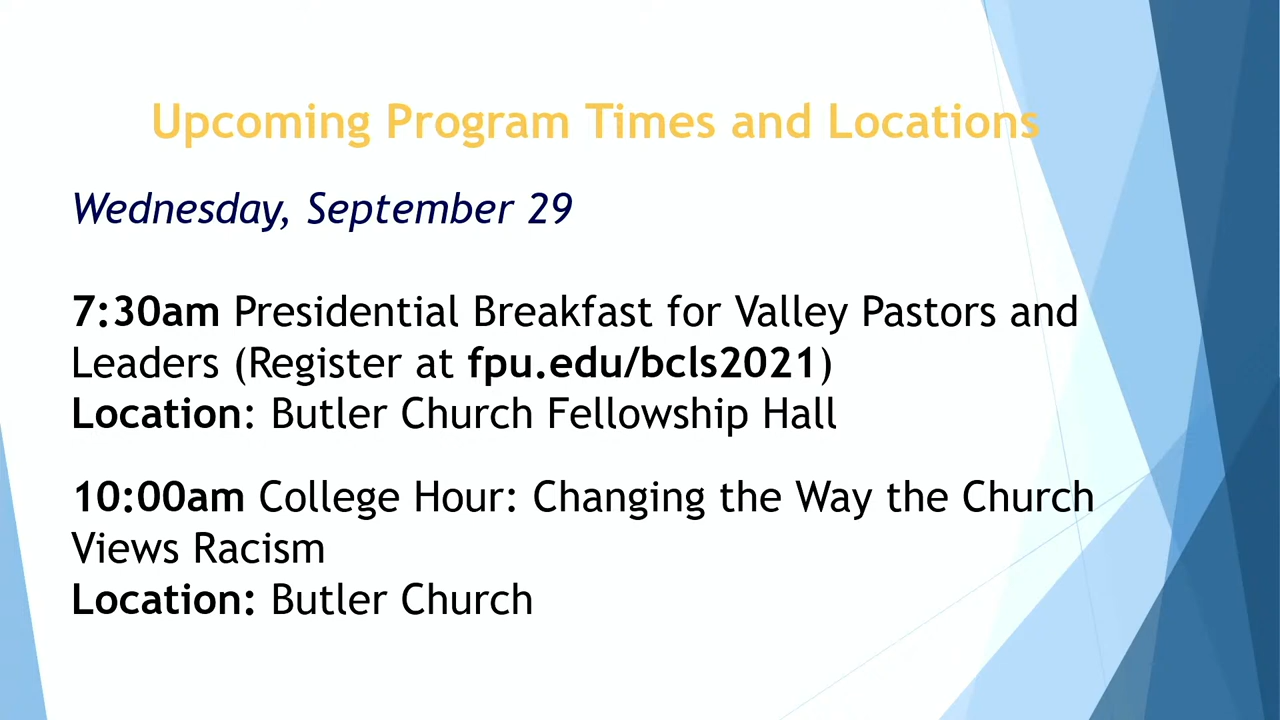 Upcoming Program Times and Locations
Wednesday, September 29
7:30am Presidential Breakfast for Valley Pastors and
Leaders (Register at fpu.edu/bcls2021)
Location: Butler Church Fellowship Hall
10:00am College Hour: Changing the Way the Church
Views Racism
Location: Butler Church